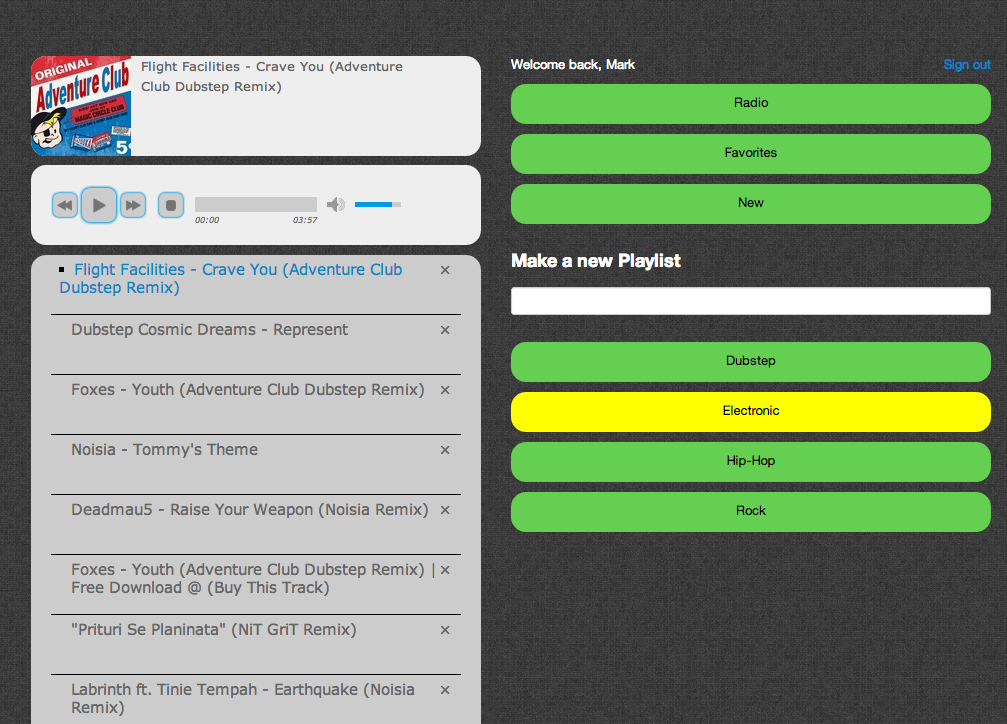 ORIGINAL
Adventure Club
MAGIC CIRCLE CLUB
5¢
Flight Facilities - Crave You (Adventure
Club Dubstep Remix)
00:00
03:57
Flight Facilities - Crave You (Adventure Club
Dubstep Remix)
Dubstep Cosmic Dreams - Represent
Foxes - Youth (Adventure Club Dubstep Remix)
Noisia - Tommy's Theme
Deadmau5 - Raise Your Weapon (Noisia Remix)
Foxes - Youth (Adventure Club Dubstep Remix) |
Free Download @ (Buy This Track)
"Prituri Se Planinata" (NiT GriT Remix)
Labrinth ft. Tinie Tempah - Earthquake (Noisia
Remix)
Welcome back, Mark
Sign out
Radio
Favorites
New
Make a new Playlist
Dubstep
Electronic
Hip-Hop
Rock